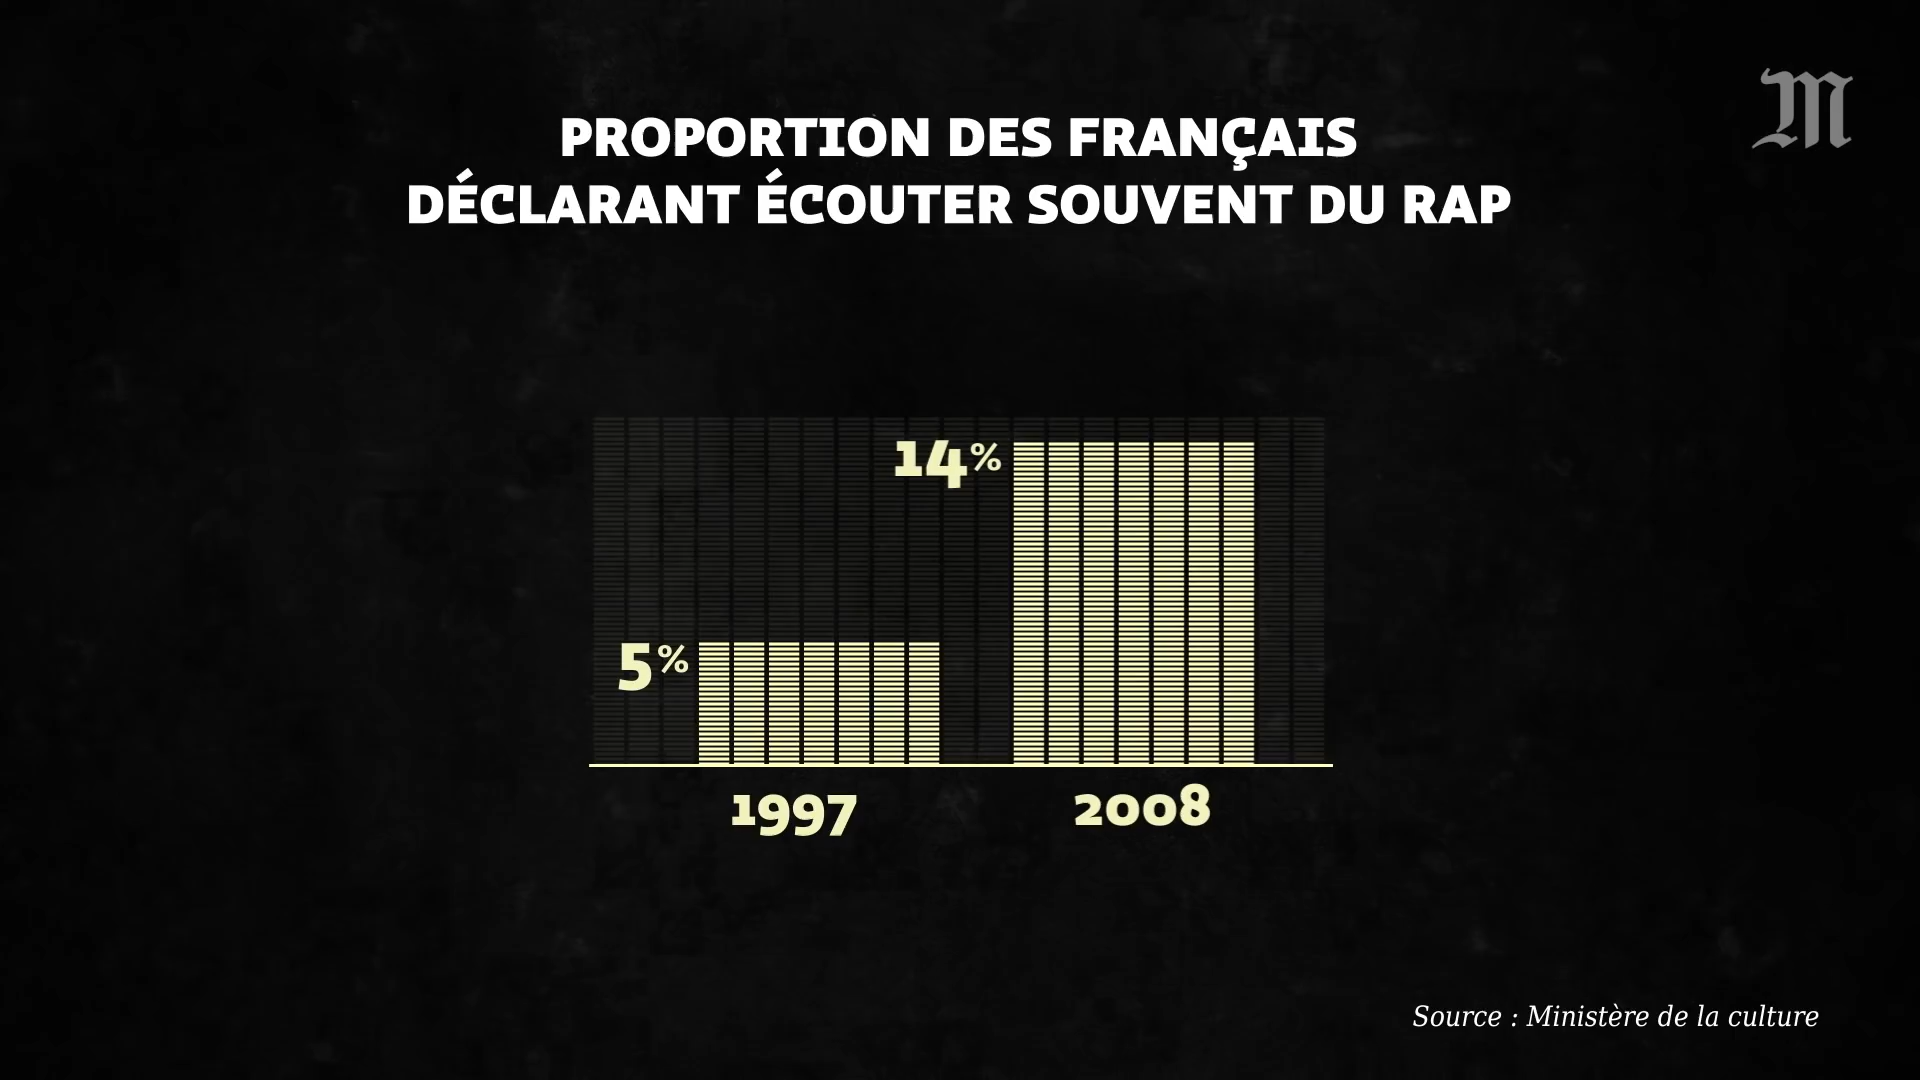 M
PROPORTION DES FRANÇAIS
DÉCLARANT ÉCOUTER SOUVENT DU RAP
14%
5%
1997
2008
Source : Ministère de la culture